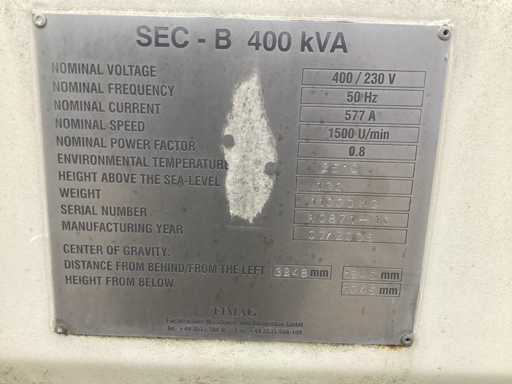 SEC - B 400 kVA
NOMINAL VOLTAGE 400 / 230 V
NOMINAL FREQUENCY 50 Hz
NOMINAL CURRENT 577 A
NOMINAL SPEED 1500 U/min
NOMINAL POWER FACTOR 0.8
ENVIRONMENTAL TEMPERATURE
HEIGHT ABOVE THE SEA-LEVEL
WEIGHT
SERIAL NUMBER
MANUFACTURING YEAR
CENTER OF GRAVITY:
DISTANCE FROM BEHIND/FROM THE LEFT 3248 mm mm
HEIGHT FROM BELOW mm
FIMAG